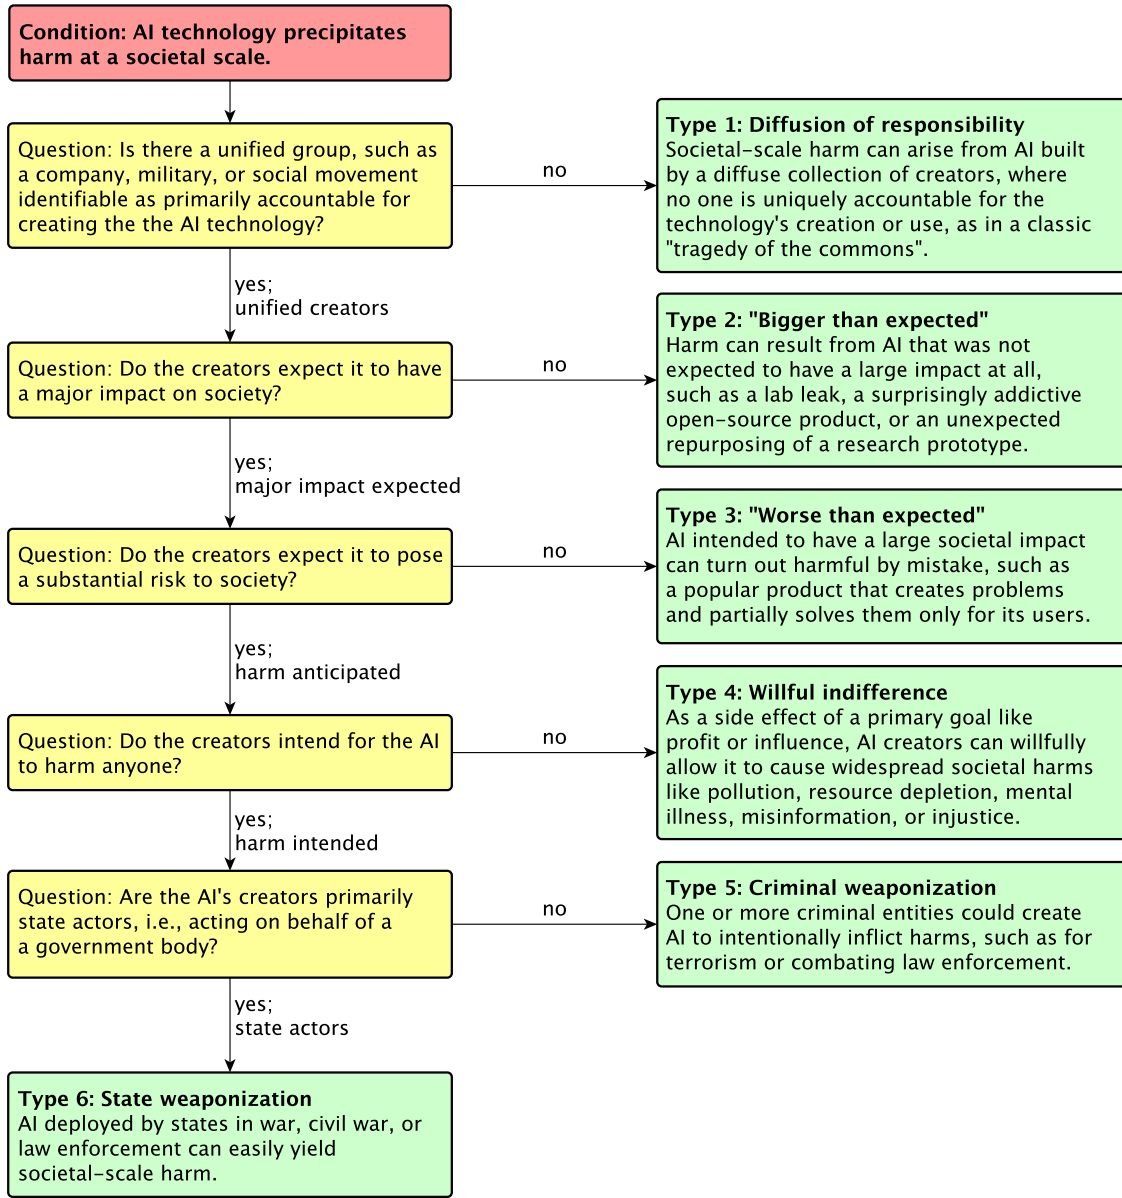 Condition: AI technology precipitates
harm at a societal scale.
Question: Is there a unified group, such as
a company, military, or social movement
identifiable as primarily accountable for
creating the the AI technology?
no
Type 1: Diffusion of responsibility
Societal-scale harm can arise from AI built
by a diffuse collection of creators, where
no one is uniquely accountable for the
technology's creation or use, as in a classic
"tragedy of the commons".
yes;
unified creators
Question: Do the creators expect it to have
a major impact on society?
no
Type 2: "Bigger than expected"
Harm can result from AI that was not
expected to have a large impact at all,
such as a lab leak, a surprisingly addictive
open-source product, or an unexpected
repurposing of a research prototype.
yes;
major impact expected
Question: Do the creators expect it to pose
a substantial risk to society?
no
Type 3: "Worse than expected"
AI intended to have a large societal impact
can turn out harmful by mistake, such as
a popular product that creates problems
and partially solves them only for its users.
yes;
harm anticipated
Question: Do the creators intend for the AI
to harm anyone?
no
Type 4: Willful indifference
As a side effect of a primary goal like
profit or influence, AI creators can willfully
allow it to cause widespread societal harms
like pollution, resource depletion, mental
illness, misinformation, or injustice.
yes;
harm intended
Question: Are the AI's creators primarily
state actors, i.e., acting on behalf of a
a government body?
no
Type 5: Criminal weaponization
One or more criminal entities could create
AI to intentionally inflict harms, such as for
terrorism or combating law enforcement.
yes;
state actors
Type 6: State weaponization
AI deployed by states in war, civil war, or
law enforcement can easily yield
societal-scale harm.